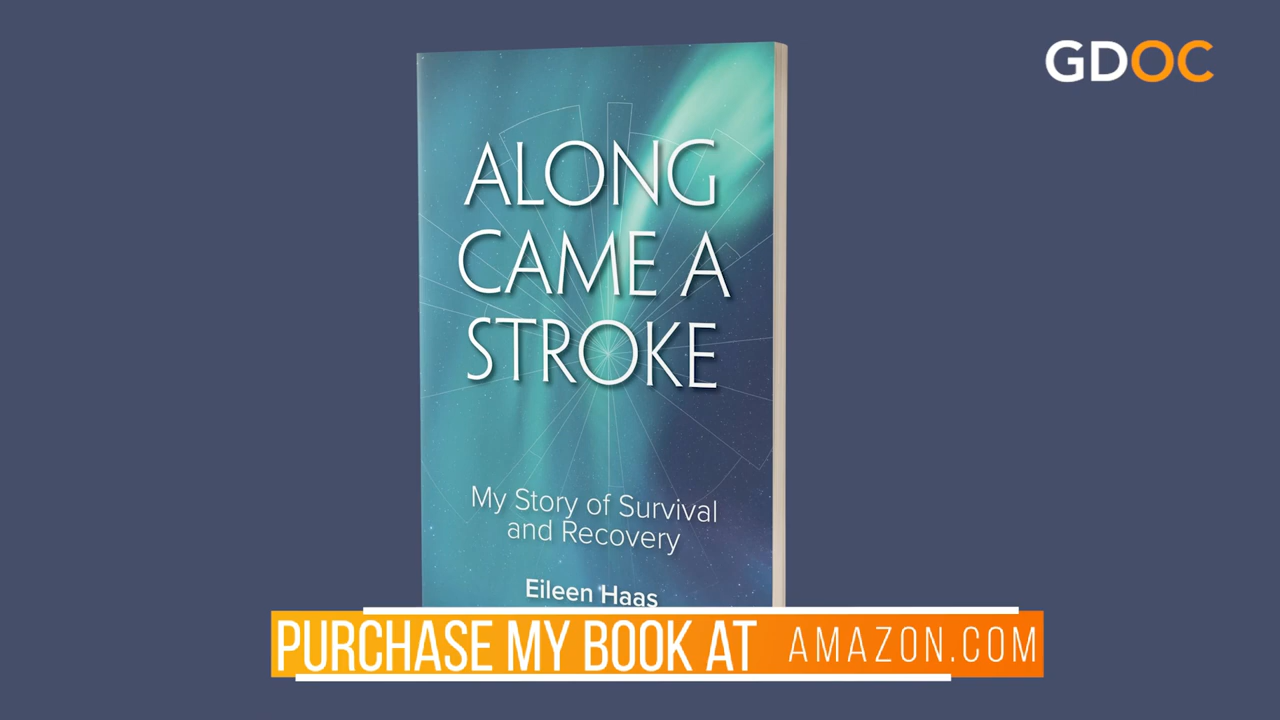 GDOC
ALONG
CAME A
STROKE
My Story of Survival
and Recovery
Eileen Haas
PURCHASE MY BOOK AT AMAZON.COM